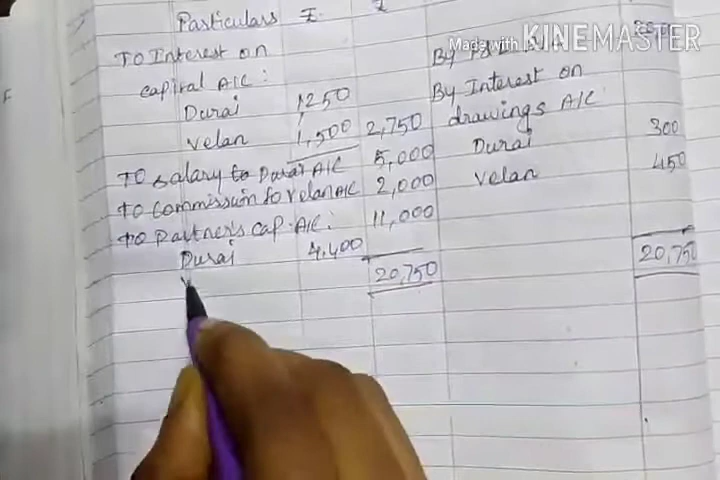 Particulars ₹ ₹
Made with KINEMASTER
To Interest on
capital A/C :
Durai 1250
Velan 1,500 2,750
To Salary to Durai A/C 5,000
To Commission to Velan A/C 2,000
To Partner's Cap. A/C : 11,000
Durai 4,400
20,750
By
By Interest on
drawings A/C
Durai 300
Velan 450
20,750